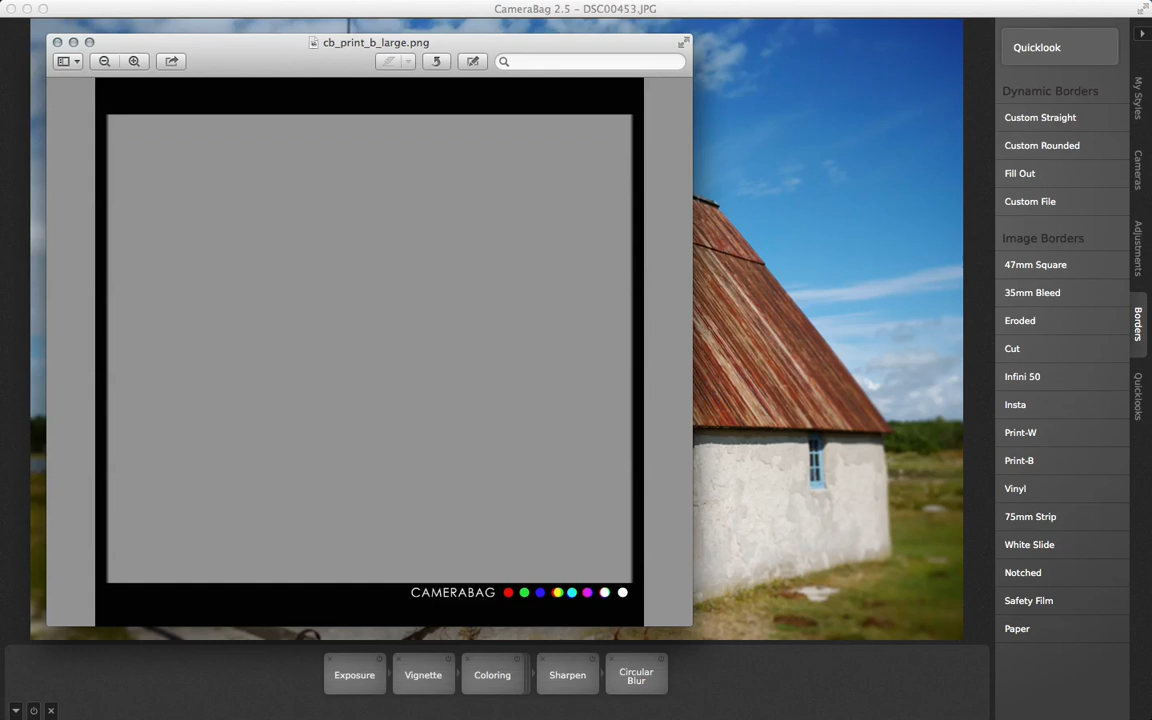 CameraBag 2.5 - DSC00453.JPG
cb_print_b_large.png
CAMERABAG
Quicklook
Dynamic Borders
Custom Straight
Custom Rounded
Fill Out
Custom File
Image Borders
47mm Square
35mm Bleed
Eroded
Cut
Infini 50
Insta
Print-W
Print-B
Vinyl
75mm Strip
White Slide
Notched
Safety Film
Paper
My Styles
Cameras
Adjustments
Borders
Quicklooks
Exposure
Vignette
Coloring
Sharpen
Circular
Blur